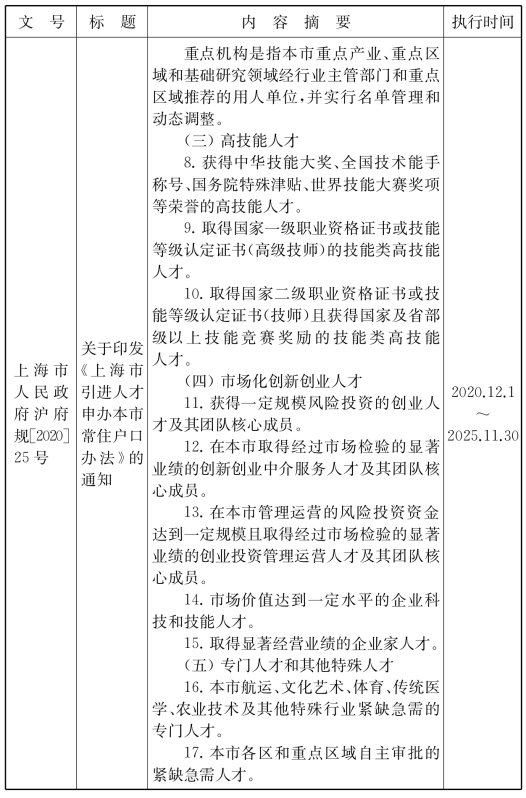 文 号 标 题 内 容 摘 要 执行时间
上海市
人民政
府沪府
规[2020]
25号
关于印发
《上海市
引进人才
申办本市
常住户口
办法》的
通知
重点机构是指本市重点产业、重点区
域和基础研究领域经行业主管部门和重点
区域推荐的用人单位,并实行名单管理和
动态调整。
(三)高技能人才
8. 获得中华技能大奖、全国技术能手
称号、国务院特殊津贴、世界技能大赛奖项
等荣誉的高技能人才。
9. 取得国家一级职业资格证书或技能
等级认定证书(高级技师)的技能类高技能
人才。
10. 取得国家二级职业资格证书或技
能等级认定证书(技师)且获得国家及省部
级以上技能竞赛奖励的技能类高技能
人才。
(四)市场化创新创业人才
11. 获得一定规模风险投资的创业人
才及其团队核心成员。
12. 在本市取得经过市场检验的显著
业绩的创新创业中介服务人才及其团队核
心成员。
13. 在本市管理运营的风险投资资金
达到一定规模且取得经过市场检验的显著
业绩的创业投资管理运营人才及其团队核
心成员。
14. 市场价值达到一定水平的企业科
技和技能人才。
15. 取得显著经营业绩的企业家人才。
(五)专门人才和其他特殊人才
16. 本市航运、文化艺术、体育、传统医
学、农业技术及其他特殊行业紧缺急需的
专门人才。
17. 本市各区和重点区域自主审批的
紧缺急需人才。
2020.12.1
~
2025.11.30